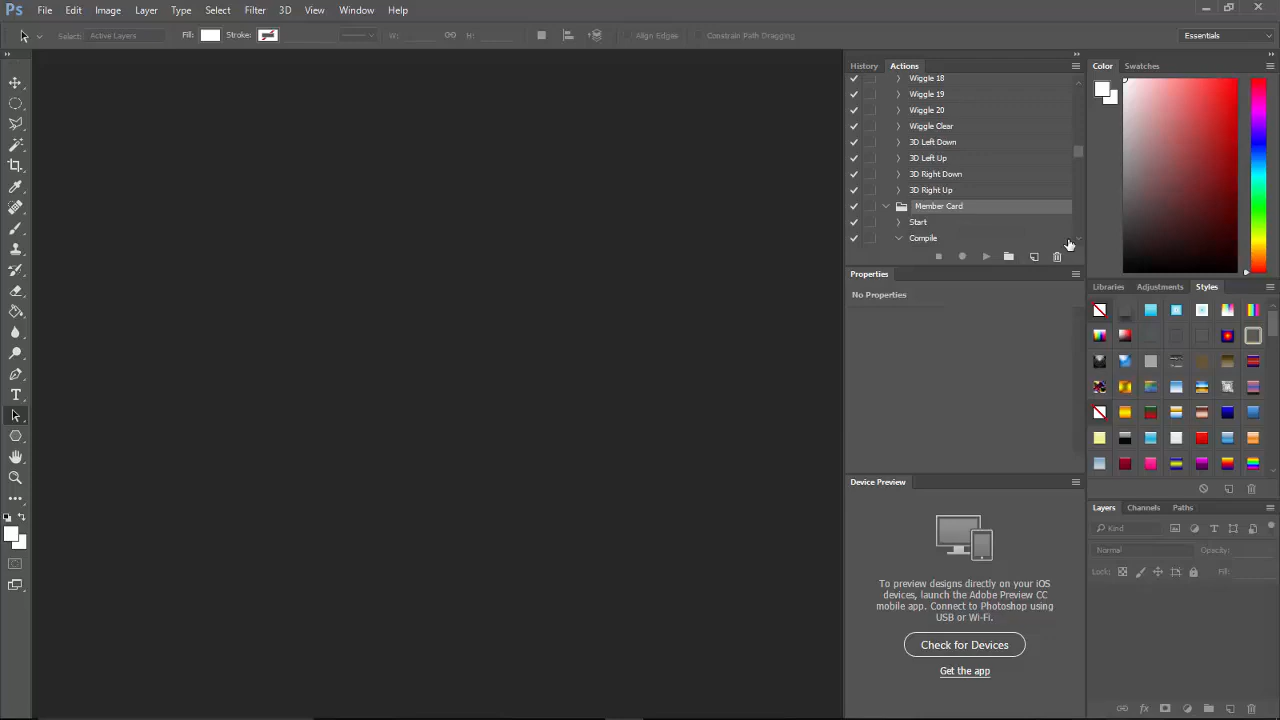 Ps File Edit Image Layer Type Select Filter 3D View Window Help
Select: Active Layers Fill: Stroke: W: H: Align Edges Constrain Path Dragging Essentials
History Actions
Wiggle 18
Wiggle 19
Wiggle 20
Wiggle Clear
3D Left Down
3D Left Up
3D Right Down
3D Right Up
Member Card
Start
Compile
Properties
No Properties
Device Preview
To preview designs directly on your iOS
devices, launch the Adobe Preview CC
mobile app. Connect to Photoshop using
USB or Wi-Fi.
Check for Devices
Get the app
Color Swatches
Libraries Adjustments Styles
Layers Channels Paths
Kind
Normal Opacity:
Lock: Fill: